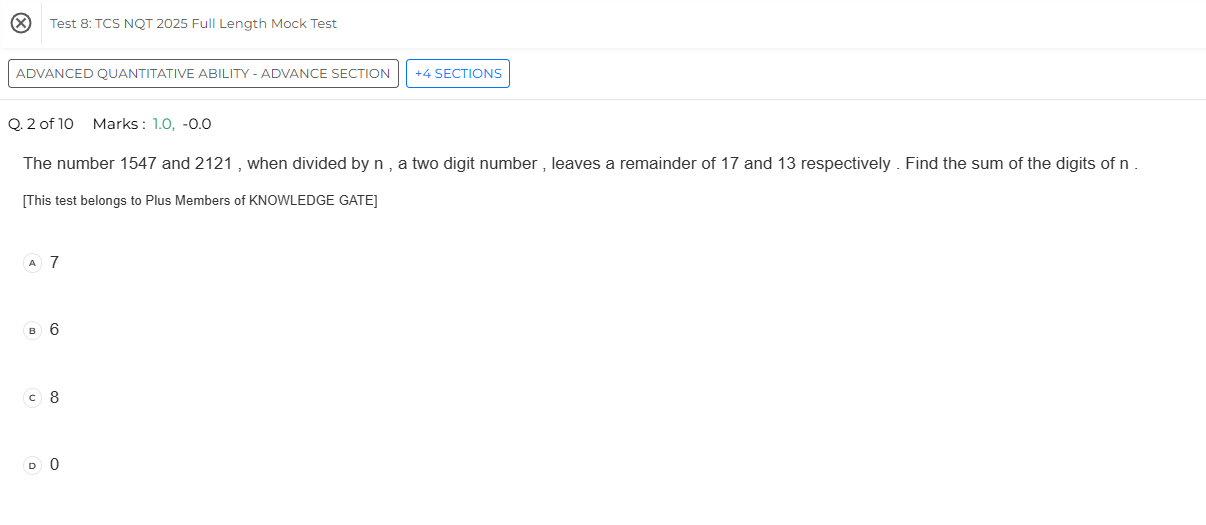 Test 8: TCS NQT 2025 Full Length Mock Test
ADVANCED QUANTITATIVE ABILITY - ADVANCE SECTION +4 SECTIONS
Q. 2 of 10 Marks : 1.0, -0.0
The number 1547 and 2121 , when divided by n , a two digit number , leaves a remainder of 17 and 13 respectively . Find the sum of the digits of n .
[This test belongs to Plus Members of KNOWLEDGE GATE]
A 7
B 6
C 8
D 0